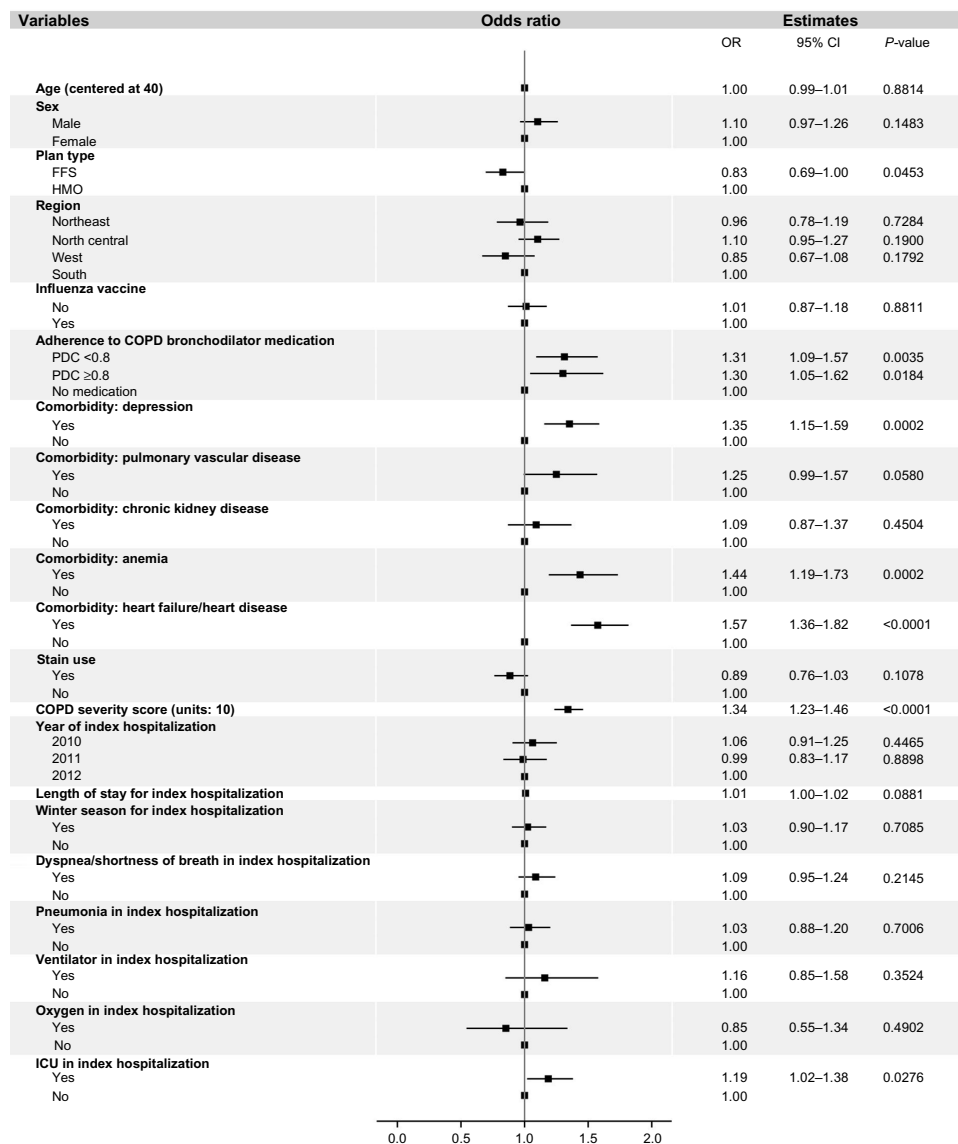 Variables Odds ratio Estimates
OR 95% CI P-value
Age (centered at 40) 1.00 0.99–1.01 0.8814
Sex
Male 1.10 0.97–1.26 0.1483
Female 1.00
Plan type
FFS 0.83 0.69–1.00 0.0453
HMO 1.00
Region
Northeast 0.96 0.78–1.19 0.7284
North central 1.10 0.95–1.27 0.1900
West 0.85 0.67–1.08 0.1792
South 1.00
Influenza vaccine
No 1.01 0.87–1.18 0.8811
Yes 1.00
Adherence to COPD bronchodilator medication
PDC <0.8 1.31 1.09–1.57 0.0035
PDC ≥0.8 1.30 1.05–1.62 0.0184
No medication 1.00
Comorbidity: depression
Yes 1.35 1.15–1.59 0.0002
No 1.00
Comorbidity: pulmonary vascular disease
Yes 1.25 0.99–1.57 0.0580
No 1.00
Comorbidity: chronic kidney disease
Yes 1.09 0.87–1.37 0.4504
No 1.00
Comorbidity: anemia
Yes 1.44 1.19–1.73 0.0002
No 1.00
Comorbidity: heart failure/heart disease
Yes 1.57 1.36–1.82 <0.0001
No 1.00
Stain use
Yes 0.89 0.76–1.03 0.1078
No 1.00
COPD severity score (units: 10) 1.34 1.23–1.46 <0.0001
Year of index hospitalization
2010 1.06 0.91–1.25 0.4465
2011 0.99 0.83–1.17 0.8898
2012 1.00
Length of stay for index hospitalization 1.01 1.00–1.02 0.0881
Winter season for index hospitalization
Yes 1.03 0.90–1.17 0.7085
No 1.00
Dyspnea/shortness of breath in index hospitalization
Yes 1.09 0.95–1.24 0.2145
No 1.00
Pneumonia in index hospitalization
Yes 1.03 0.88–1.20 0.7006
No 1.00
Ventilator in index hospitalization
Yes 1.16 0.85–1.58 0.3524
No 1.00
Oxygen in index hospitalization
Yes 0.85 0.55–1.34 0.4902
No 1.00
ICU in index hospitalization
Yes 1.19 1.02–1.38 0.0276
No 1.00
0.0 0.5 1.0 1.5 2.0